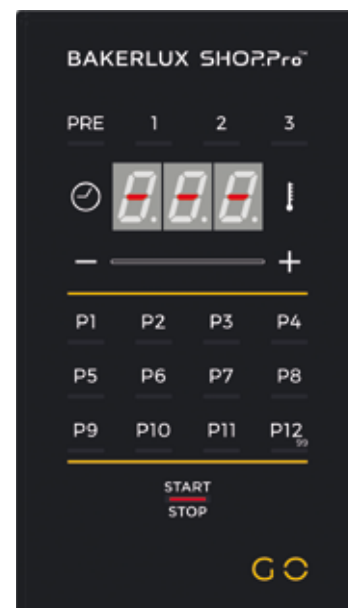 BAKERLUX SHOP.Pro™
PRE 1 2 3
---
− +
P1 P2 P3 P4
P5 P6 P7 P8
P9 P10 P11 P12
99
START
STOP
GO